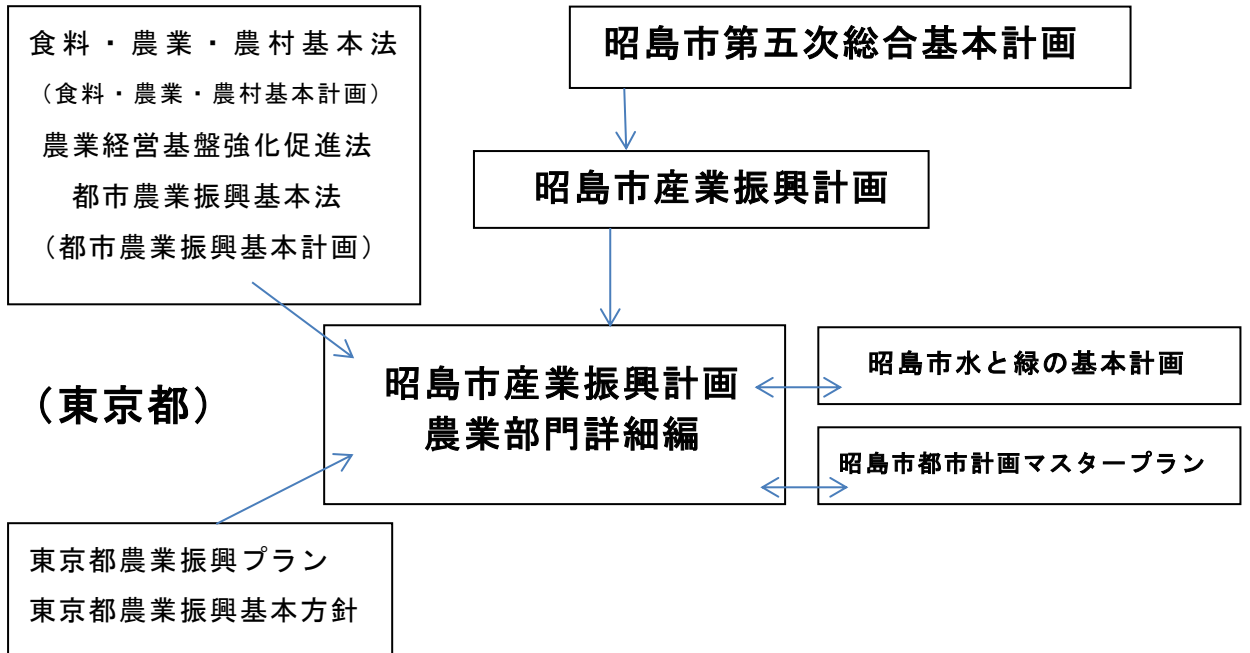 食料・農業・農村基本法
（食料・農業・農村基本計画）
農業経営基盤強化促進法
都市農業振興基本法
（都市農業振興基本計画）
昭島市第五次総合基本計画
昭島市産業振興計画
昭島市産業振興計画
農業部門詳細編
昭島市水と緑の基本計画
昭島市都市計画マスタープラン
（東京都）
東京都農業振興プラン
東京都農業振興基本方針